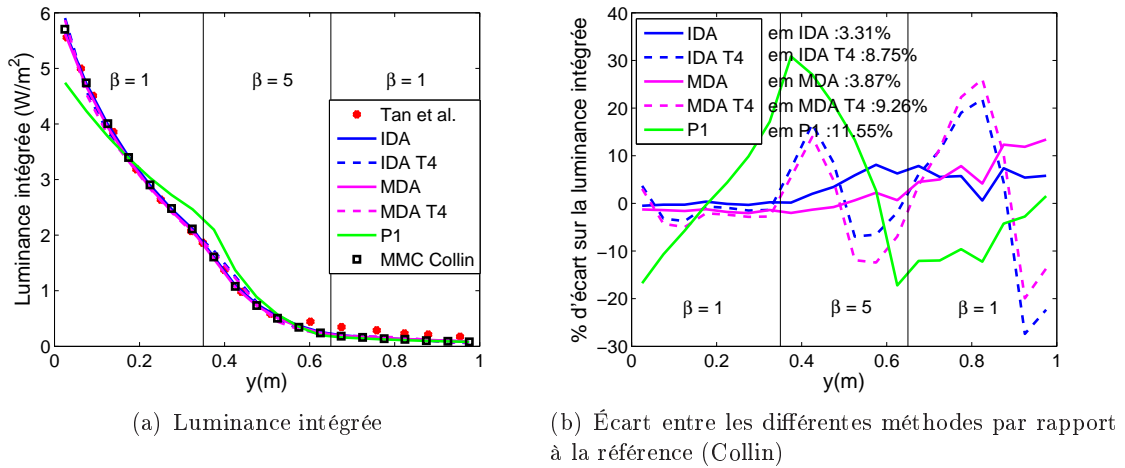 Luminance intégrée (W/m²)
6
5
4
3
2
1
0
β = 1
β = 5
β = 1
Tan et al.
IDA
IDA T4
MDA
MDA T4
P1
MMC Collin
0
0.2
0.4
0.6
0.8
1
y(m)
(a) Luminance intégrée
% d'écart sur la luminance intégrée
40
30
20
10
0
−10
−20
−30
IDA
IDA T4
MDA
MDA T4
P1
em IDA :3.31%
em IDA T4 :8.75%
em MDA :3.87%
em MDA T4 :9.26%
em P1 :11.55%
β = 1
β = 5
β = 1
0
0.2
0.4
0.6
0.8
1
y(m)
(b) Écart entre les différentes méthodes par rapport
à la référence (Collin)